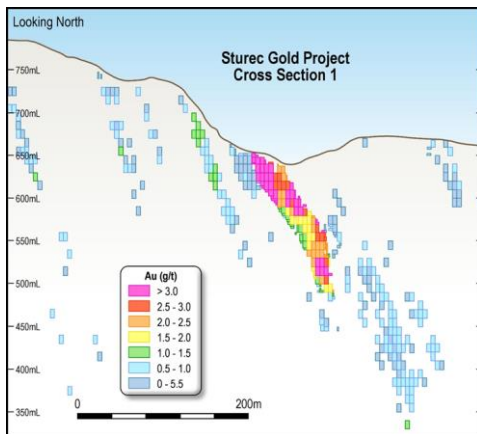 Looking North
Sturec Gold Project
Cross Section 1
750mL
700mL
650mL
600mL
550mL
500mL
450mL
400mL
350mL
Au (g/t)
> 3.0
2.5 - 3.0
2.0 - 2.5
1.5 - 2.0
1.0 - 1.5
0.5 - 1.0
0 - 5.5
0 200m